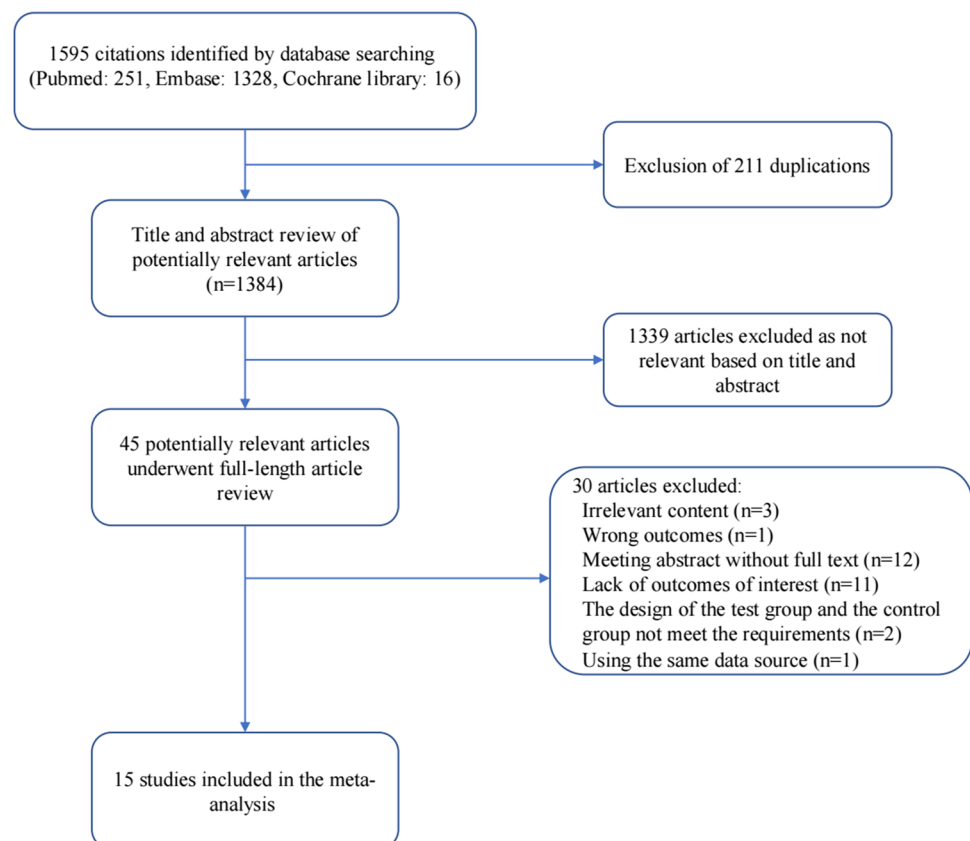 1595 citations identified by database searching
(Pubmed: 251, Embase: 1328, Cochrane library: 16)
Exclusion of 211 duplications
Title and abstract review of
potentially relevant articles
(n=1384)
1339 articles excluded as not
relevant based on title and
abstract
45 potentially relevant articles
underwent full-length article
review
30 articles excluded:
Irrelevant content (n=3)
Wrong outcomes (n=1)
Meeting abstract without full text (n=12)
Lack of outcomes of interest (n=11)
The design of the test group and the control
group not meet the requirements (n=2)
Using the same data source (n=1)
15 studies included in the meta-
analysis